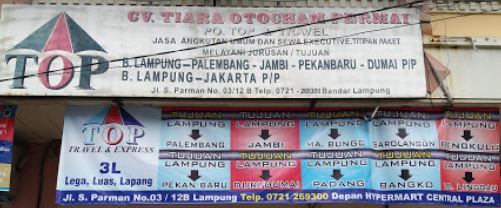 CV. TIARA OTOCHAM PERMAI
PO. TOP & TRAVEL
JASA ANGKUTAN UMUM DAN SEWA EXECUTIVE, TITIPAN PAKET
MELAYANI JURUSAN / TUJUAN
TOP
B. LAMPUNG-PALEMBANG - JAMBI - PEKANBARU - DUMAI P/P
B. LAMPUNG-JAKARTA P/P
Jl. S. Parman No. 03/12 B Telp. 0721 - 269300 Bandar Lampung
TOP
TRAVEL & EXPRESS
3L
Lega, Luas, Lapang
TUJUAN TUJUAN TUJUAN TUJUAN TUJUAN
LAMPUNG LAMPUNG LAMPUNG LAMPUNG LAMPUNG
PALEMBANG JAMBI MA. BUNGO SAROLANGUN BENGKULU
TUJUAN TUJUAN TUJUAN TUJUAN TUJUAN
LAMPUNG LAMPUNG LAMPUNG LAMPUNG LAMPUNG
PEKAN BARU DURI/DUMAI PADANG BANGKO LINGGAU
Jl. S. Parman No.03 / 12B Lampung Telp. 0721 269300 Depan HYPERMART CENTRAL PLAZA